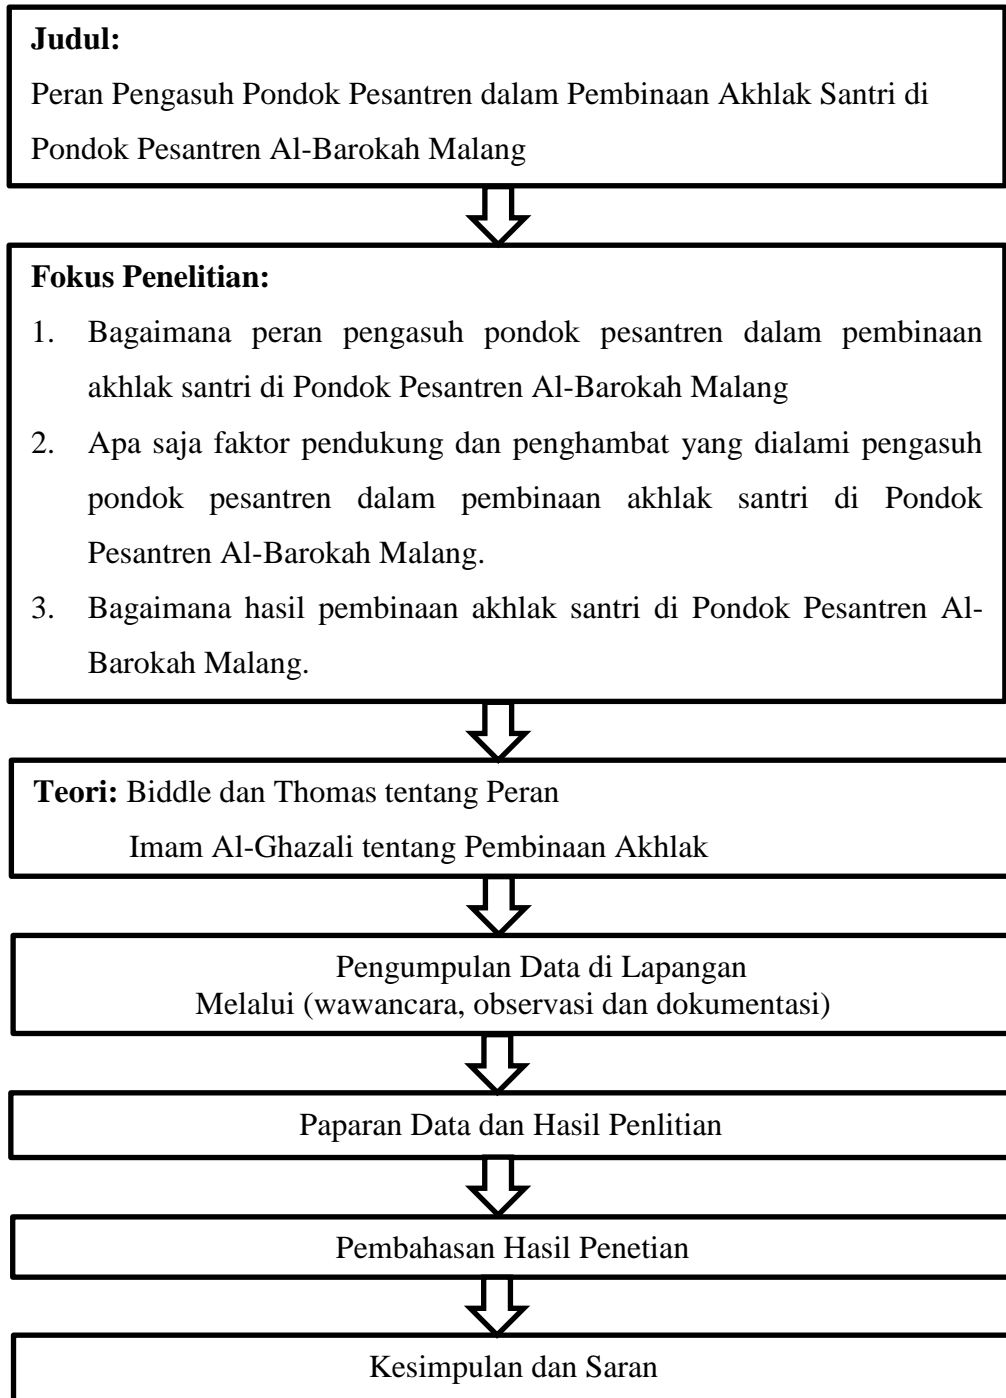 Judul:
Peran Pengasuh Pondok Pesantren dalam Pembinaan Akhlak Santri di
Pondok Pesantren Al-Barokah Malang
Fokus Penelitian:
1. Bagaimana peran pengasuh pondok pesantren dalam pembinaan
akhlak santri di Pondok Pesantren Al-Barokah Malang
2. Apa saja faktor pendukung dan penghambat yang dialami pengasuh
pondok pesantren dalam pembinaan akhlak santri di Pondok
Pesantren Al-Barokah Malang.
3. Bagaimana hasil pembinaan akhlak santri di Pondok Pesantren Al-
Barokah Malang.
Teori: Biddle dan Thomas tentang Peran
Imam Al-Ghazali tentang Pembinaan Akhlak
Pengumpulan Data di Lapangan
Melalui (wawancara, observasi dan dokumentasi)
Paparan Data dan Hasil Penlitian
Pembahasan Hasil Penetian
Kesimpulan dan Saran